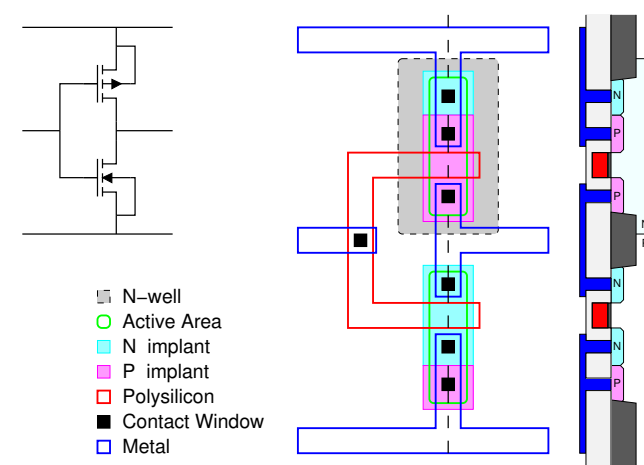 N
P
P
N
N
P
N−well
Active Area
N implant
P implant
Polysilicon
Contact Window
Metal